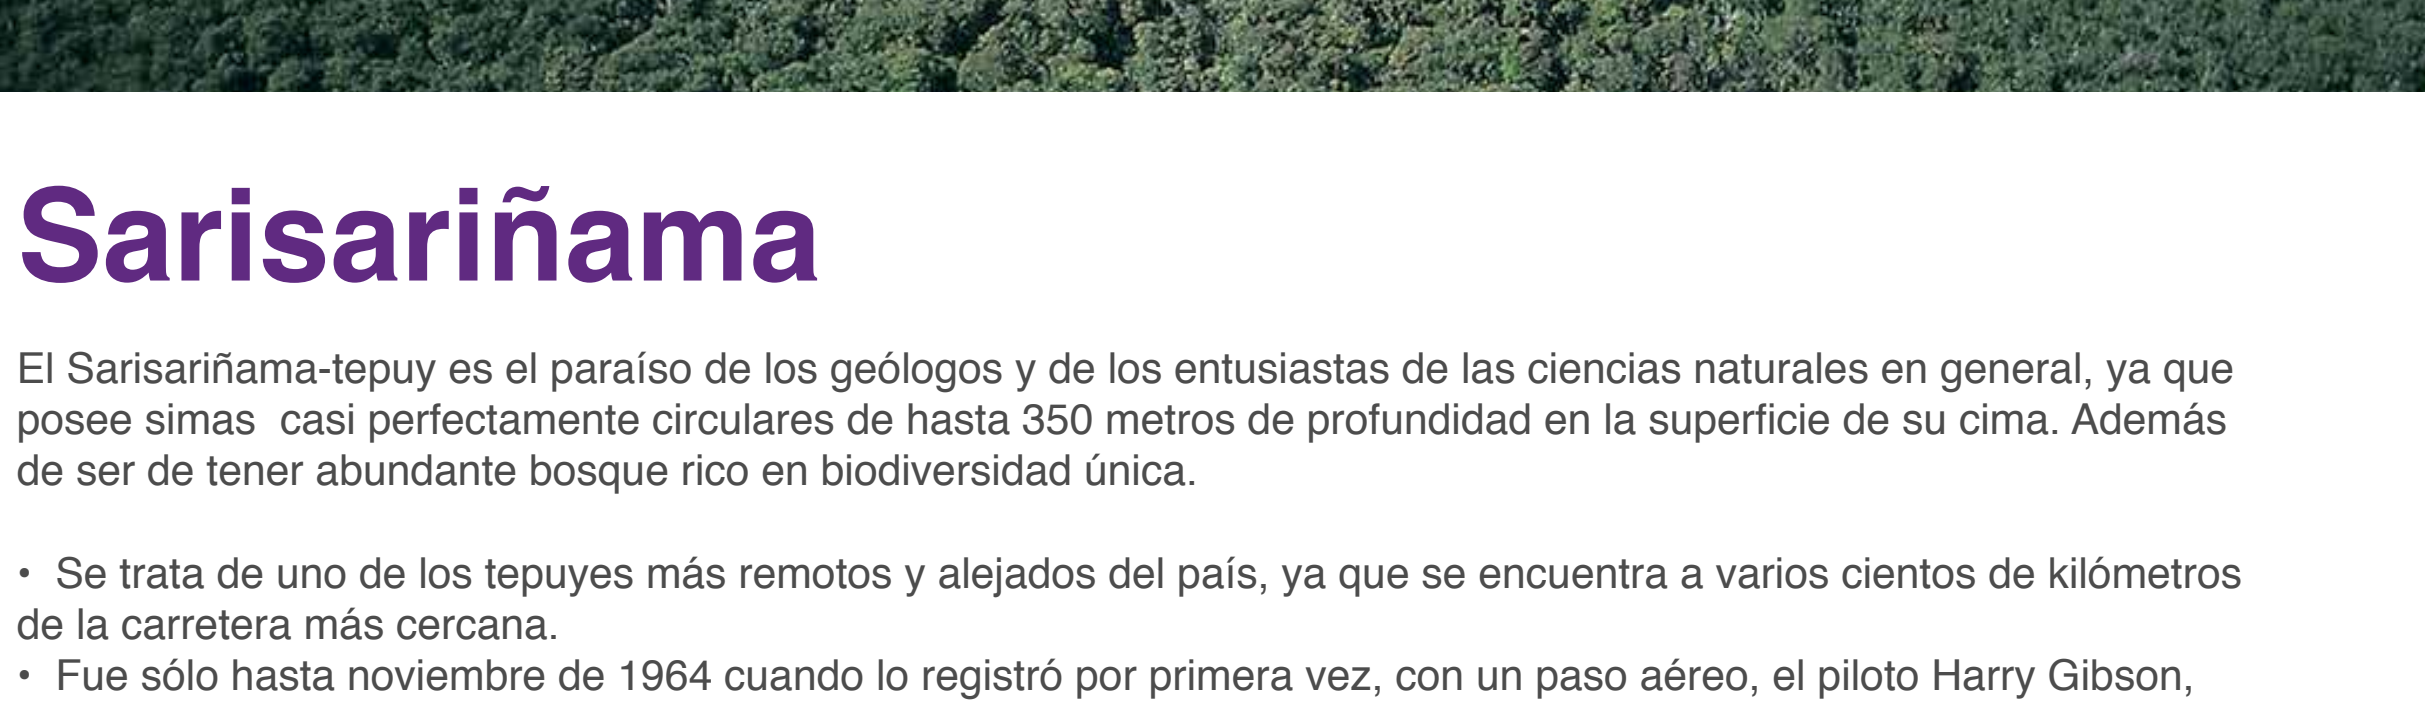 Sarisariñama
El Sarisariñama-tepuy es el paraíso de los geólogos y de los entusiastas de las ciencias naturales en general, ya que
posee simas  casi perfectamente circulares de hasta 350 metros de profundidad en la superficie de su cima. Además
de ser de tener abundante bosque rico en biodiversidad única.
• Se trata de uno de los tepuyes más remotos y alejados del país, ya que se encuentra a varios cientos de kilómetros
de la carretera más cercana.
• Fue sólo hasta noviembre de 1964 cuando lo registró por primera vez, con un paso aéreo, el piloto Harry Gibson,